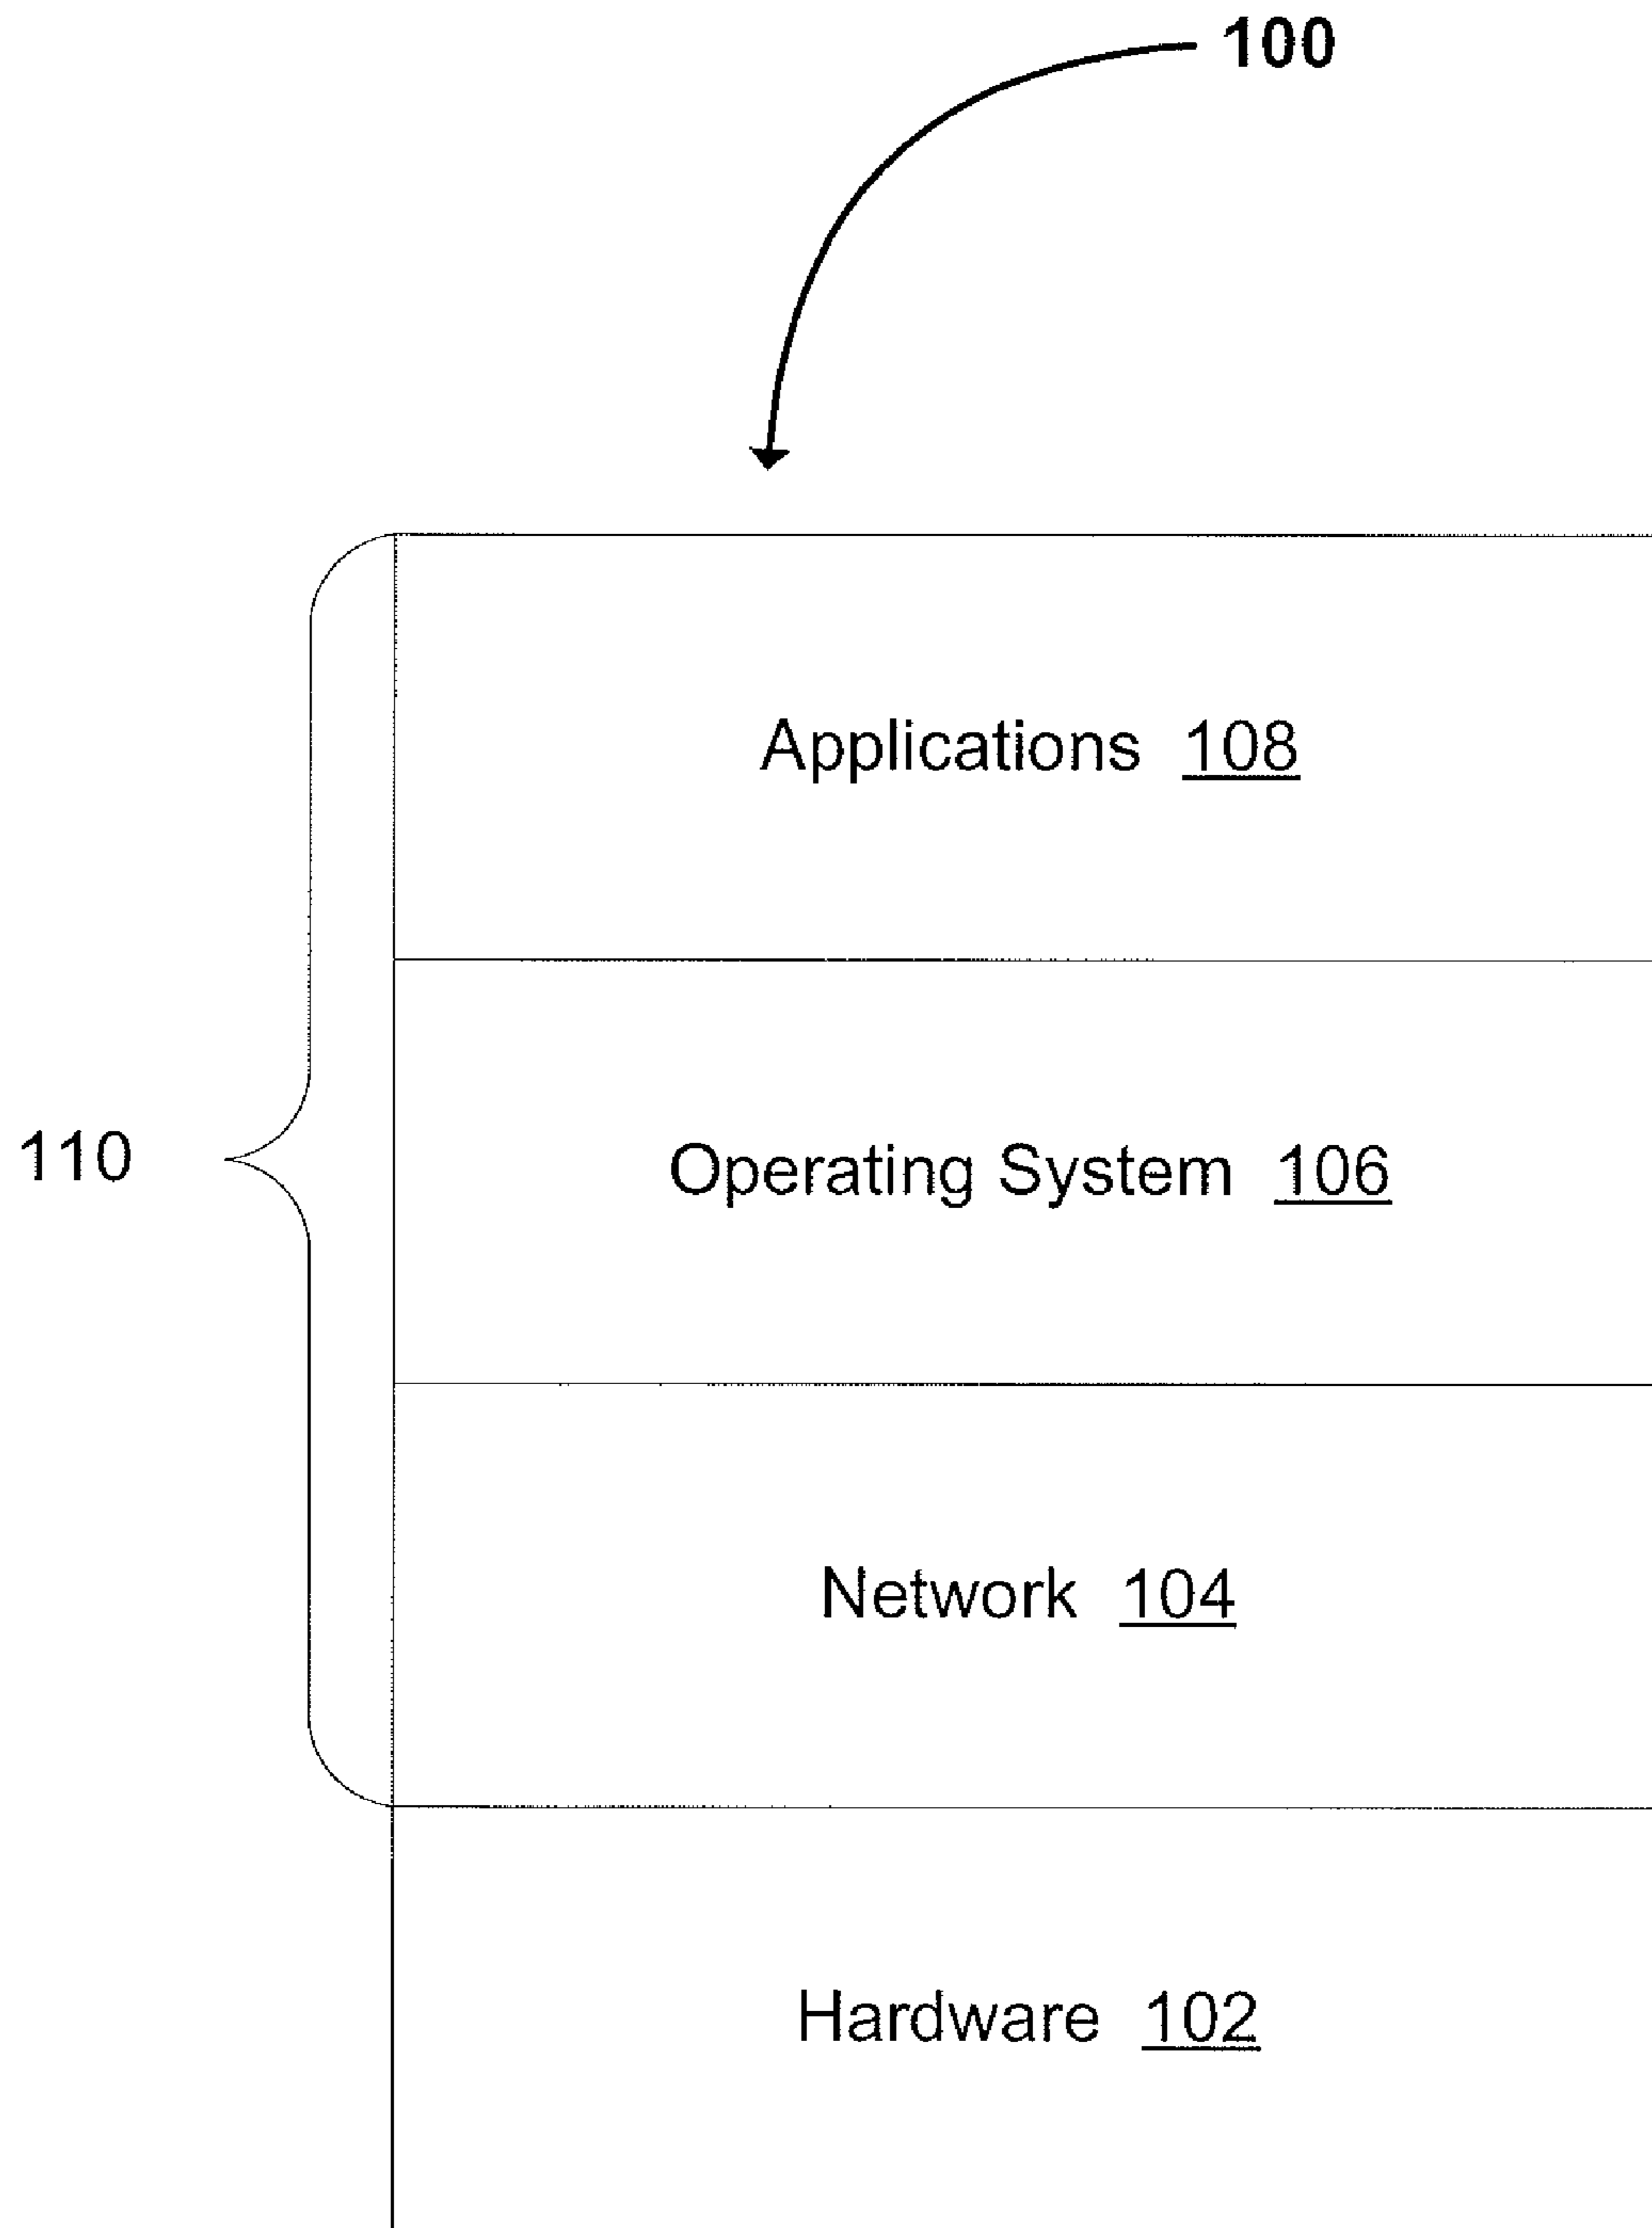 100
Applications 108
110
Operating System 106
Network 104
Hardware 102